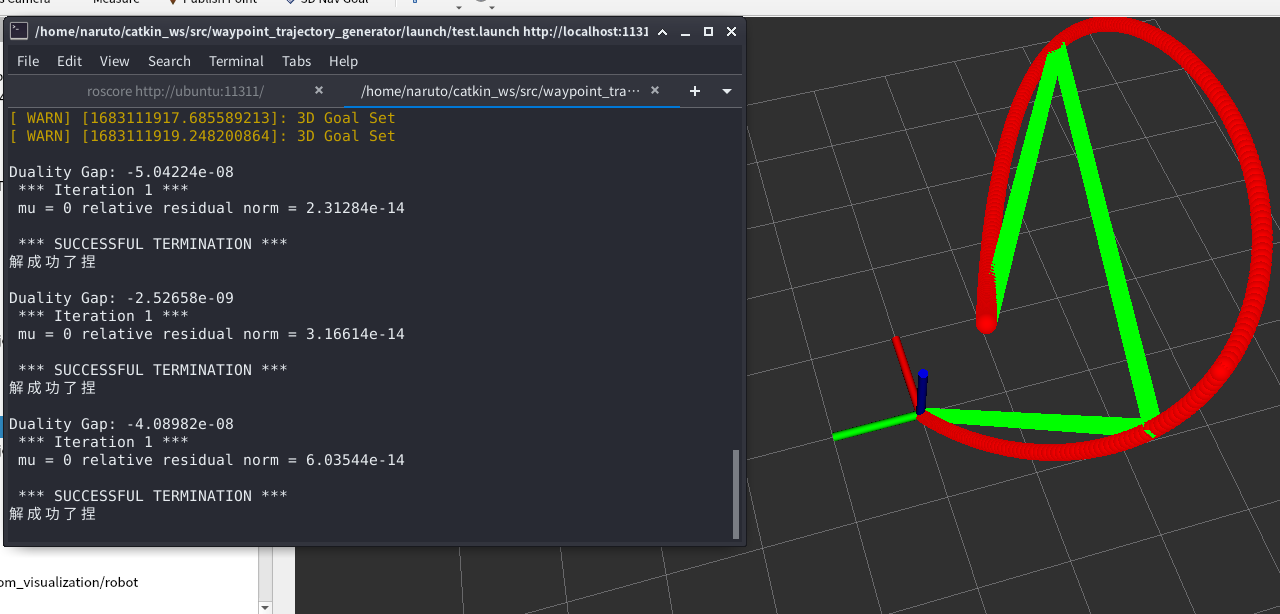 Measure Publish Point 3D Nav Goal
/home/naruto/catkin_ws/src/waypoint_trajectory_generator/launch/test.launch http://localhost:1131
File Edit View Search Terminal Tabs Help
roscore http://ubuntu:11311/
/home/naruto/catkin_ws/src/waypoint_tra···
[ WARN] [1683111917.685589213]: 3D Goal Set
[ WARN] [1683111919.248200864]: 3D Goal Set
Duality Gap: -5.04224e-08
*** Iteration 1 ***
mu = 0 relative residual norm = 2.31284e-14
*** SUCCESSFUL TERMINATION ***
解成功了捏
Duality Gap: -2.52658e-09
*** Iteration 1 ***
mu = 0 relative residual norm = 3.16614e-14
*** SUCCESSFUL TERMINATION ***
解成功了捏
Duality Gap: -4.08982e-08
*** Iteration 1 ***
mu = 0 relative residual norm = 6.03544e-14
*** SUCCESSFUL TERMINATION ***
解成功了捏
om_visualization/robot